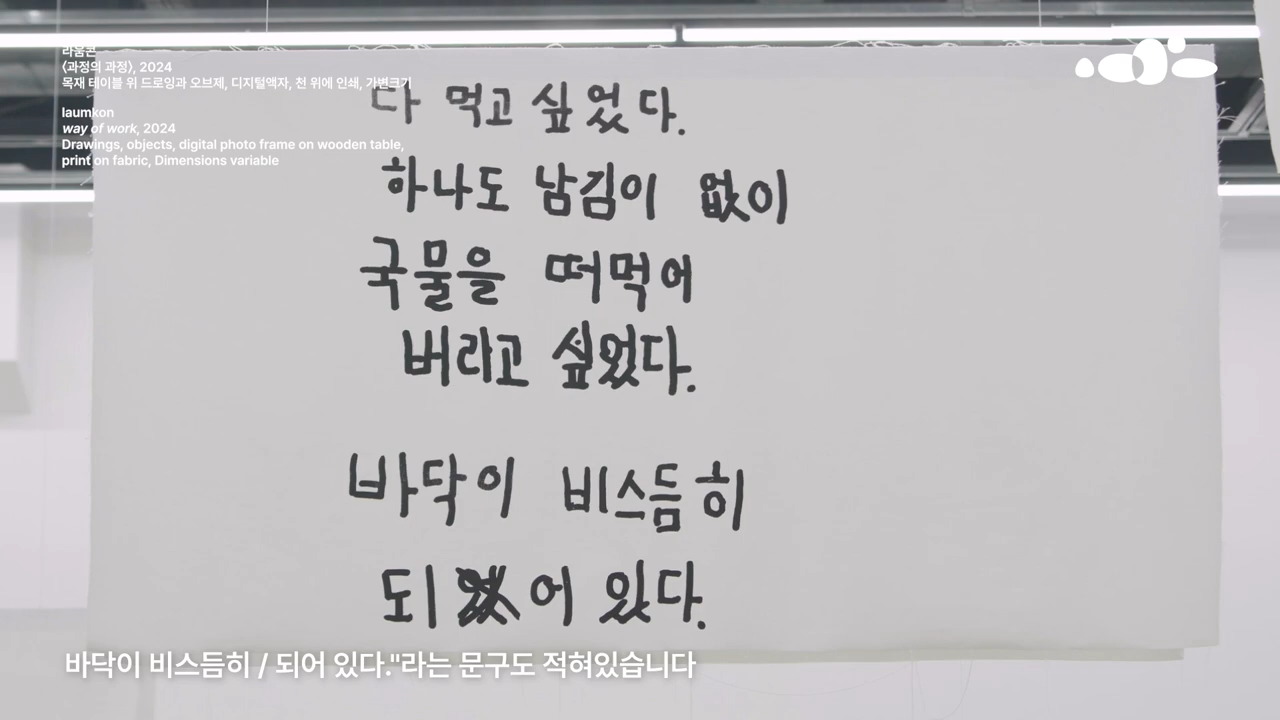 라움콘
〈과정의 과정〉, 2024
목재 테이블 위 드로잉과 오브제, 디지털액자, 천 위에 인쇄, 가변크기
laumkon
way of work, 2024
Drawings, objects, digital photo frame on wooden table,
print on fabric, Dimensions variable
다 먹고 싶었다.
하나도 남김이 없이
국물을 떠먹어
버리고 싶었다.
바닥이 비스듬히
되어 있다.
바닥이 비스듬히 / 되어 있다."라는 문구도 적혀있습니다